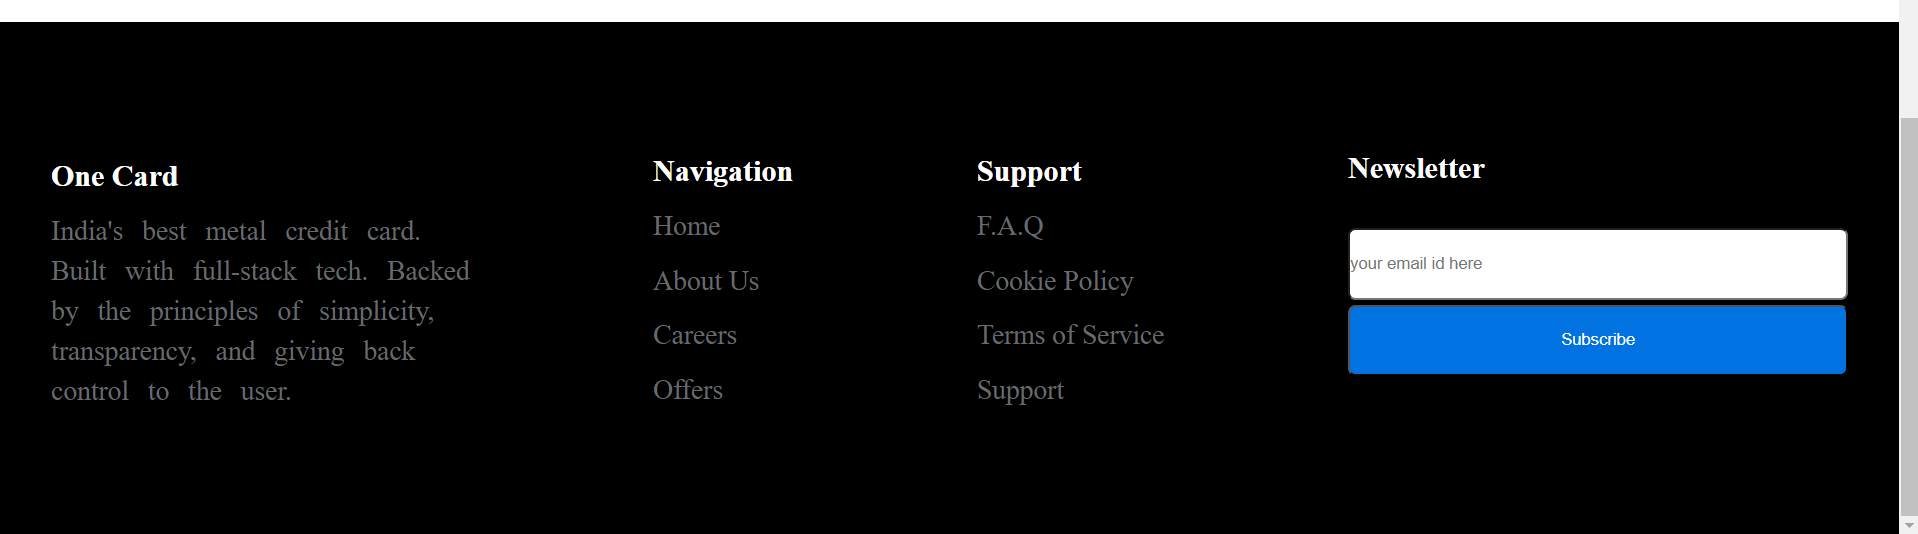 One Card
India's best metal credit card.
Built with full-stack tech. Backed
by the principles of simplicity,
transparency, and giving back
control to the user.
Navigation
Home
About Us
Careers
Offers
Support
F.A.Q
Cookie Policy
Terms of Service
Support
Newsletter
your email id here
Subscribe